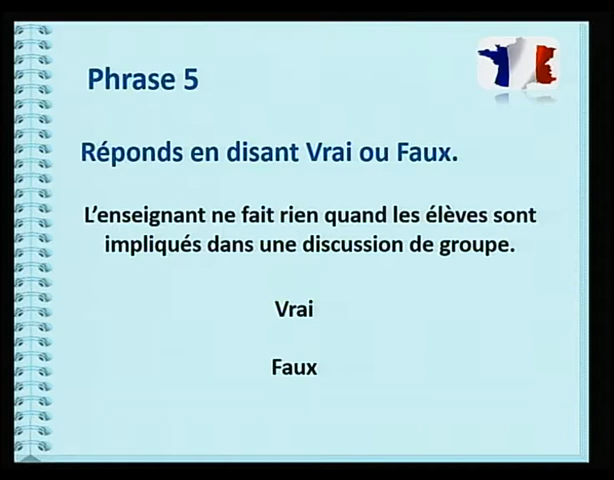 Phrase 5
Réponds en disant Vrai ou Faux.
L’enseignant ne fait rien quand les élèves sont
impliqués dans une discussion de groupe.
Vrai
Faux